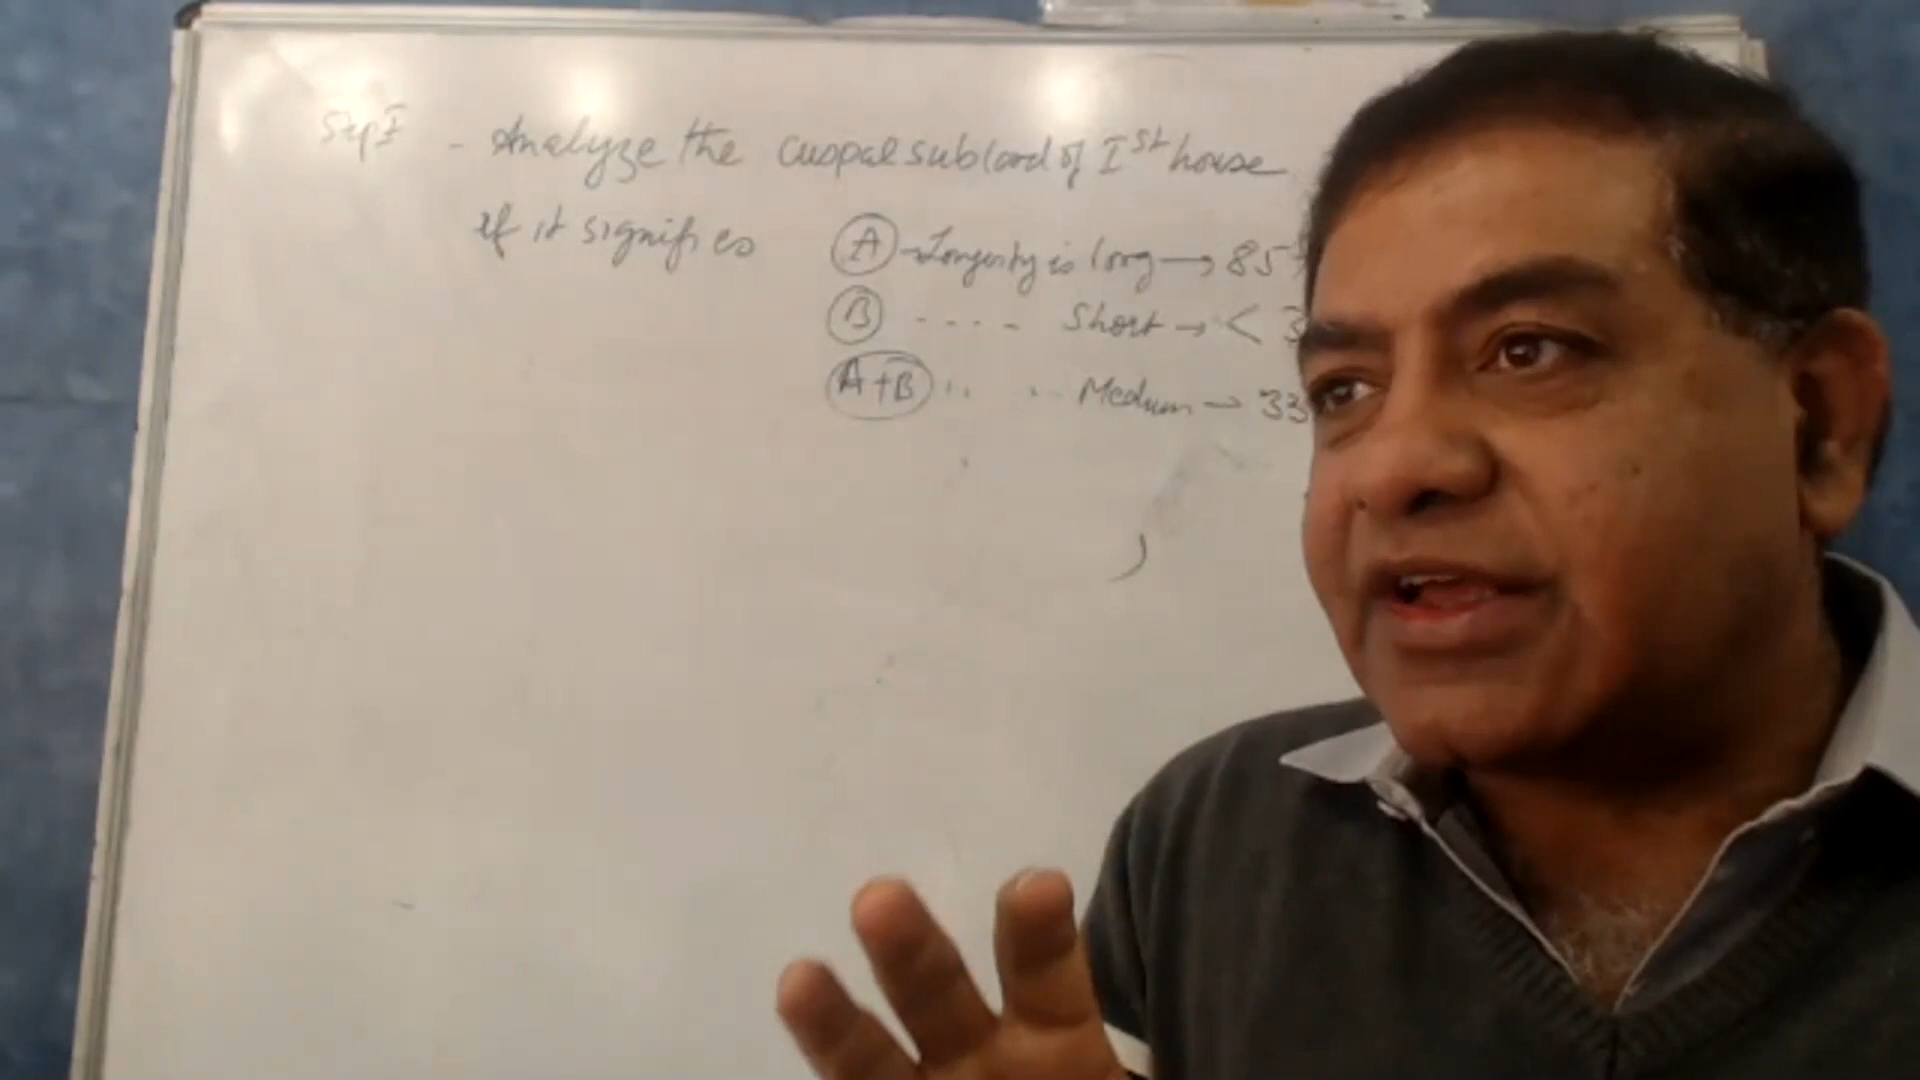 Step I - Analyze the cuspal sublord of Ist house
if it signifies
A - Longevity is long → 85
B ---- Short → < 3
A+B .. .. Medium → 33